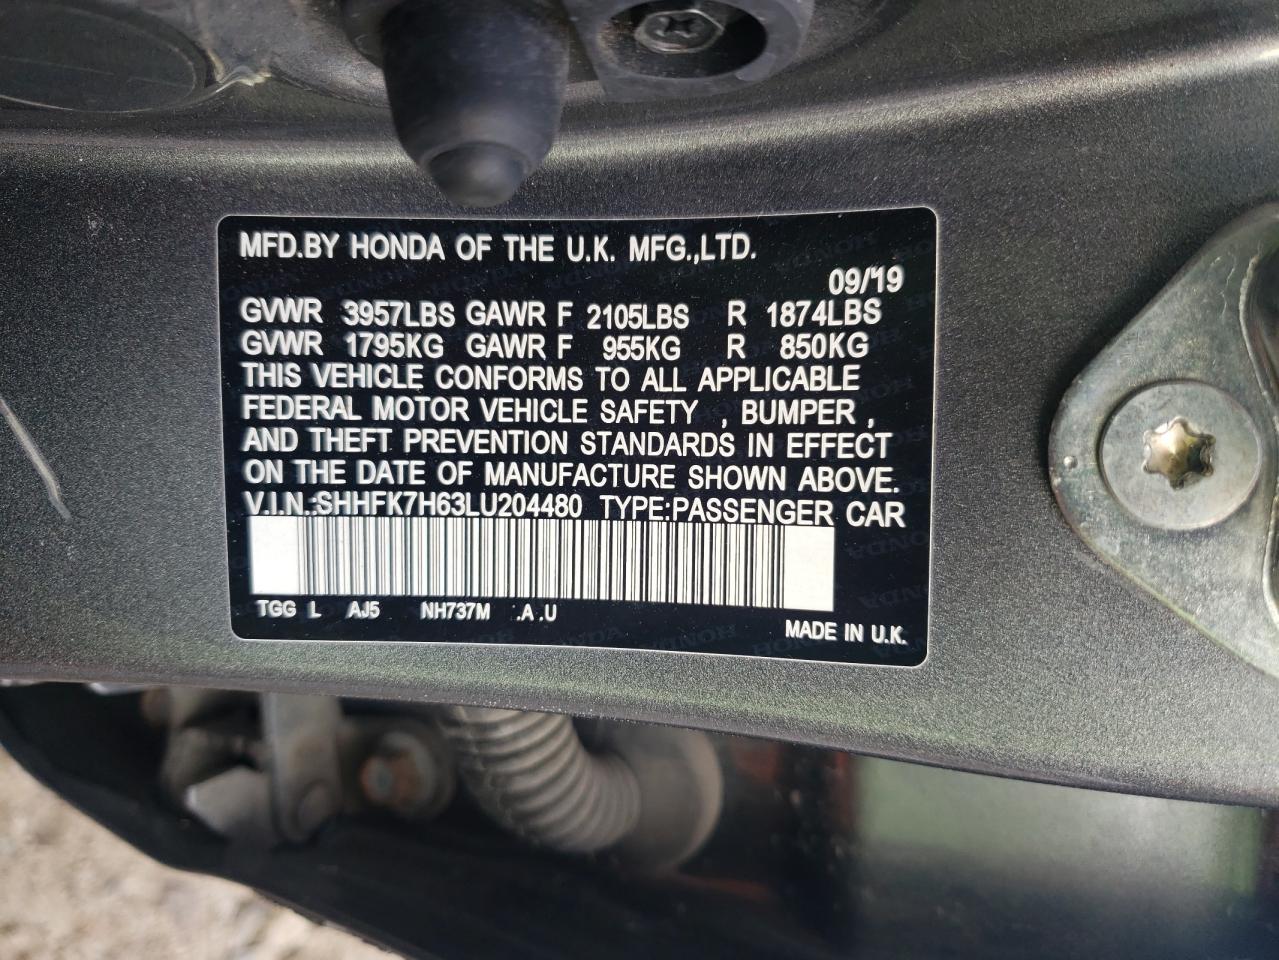 MFD.BY HONDA OF THE U.K. MFG.,LTD.
09/19
GVWR 3957LBS GAWR F 2105LBS R 1874LBS
GVWR 1795KG GAWR F 955KG R 850KG
THIS VEHICLE CONFORMS TO ALL APPLICABLE
FEDERAL MOTOR VEHICLE SAFETY , BUMPER ,
AND THEFT PREVENTION STANDARDS IN EFFECT
ON THE DATE OF MANUFACTURE SHOWN ABOVE.
V.I.N.:SHHFK7H63LU204480 TYPE:PASSENGER CAR
TGG L AJ5 NH737M .A .U
MADE IN U.K.